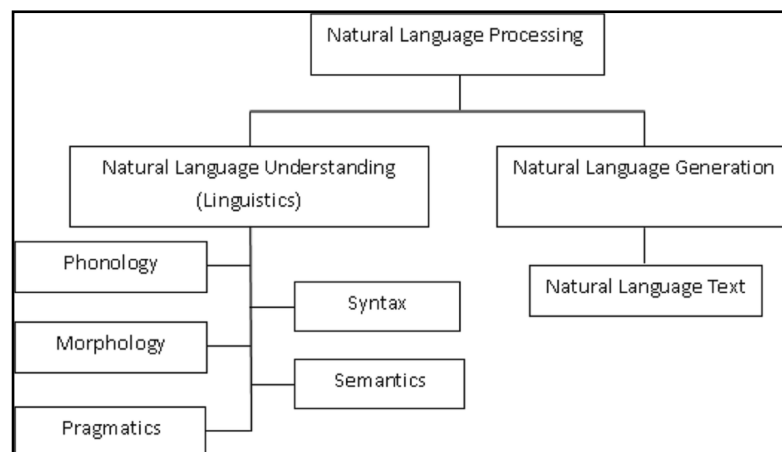 Natural Language Processing
Natural Language Understanding
(Linguistics)
Natural Language Generation
Phonology
Natural Language Text
Syntax
Morphology
Semantics
Pragmatics